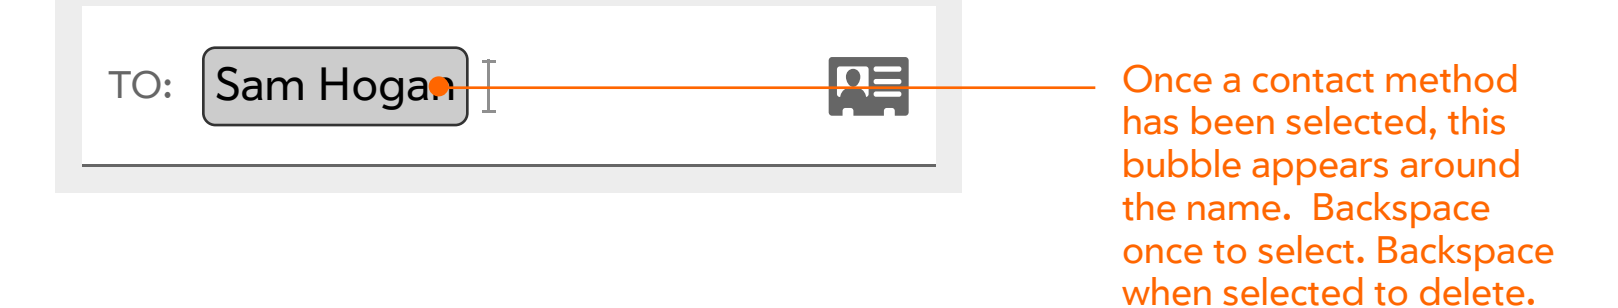 TO: Sam Hogan
Once a contact method
has been selected, this
bubble appears around
the name.  Backspace
once to select. Backspace
when selected to delete.